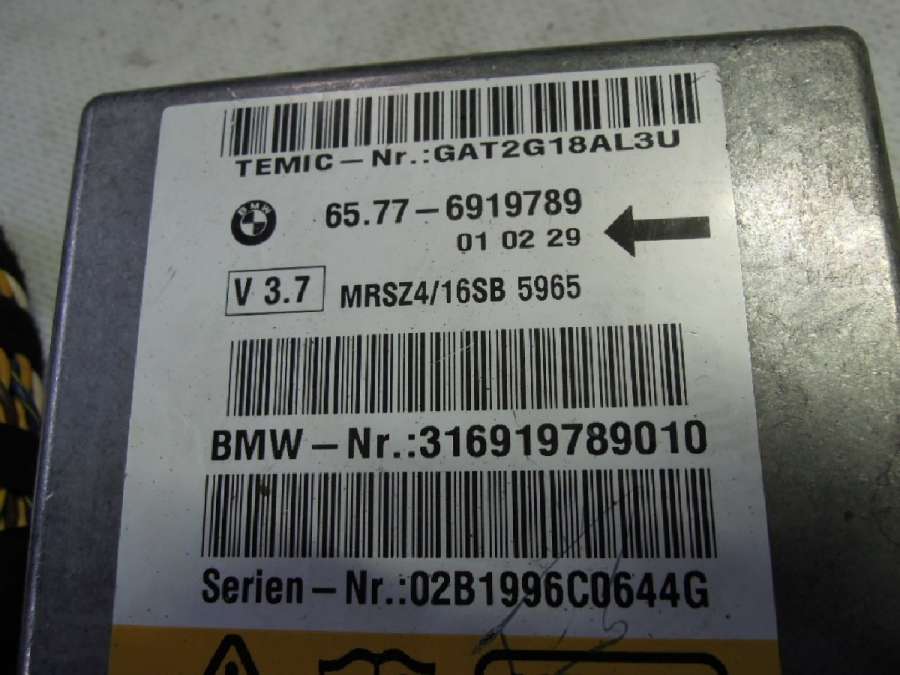 TEMIC-Nr.:GAT2G18AL3U
BMW
65.77-6919789
01 02 29
V 3.7
MRSZ4/16SB 5965
BMW-Nr.:316919789010
Serien-Nr.:02B1996C0644G